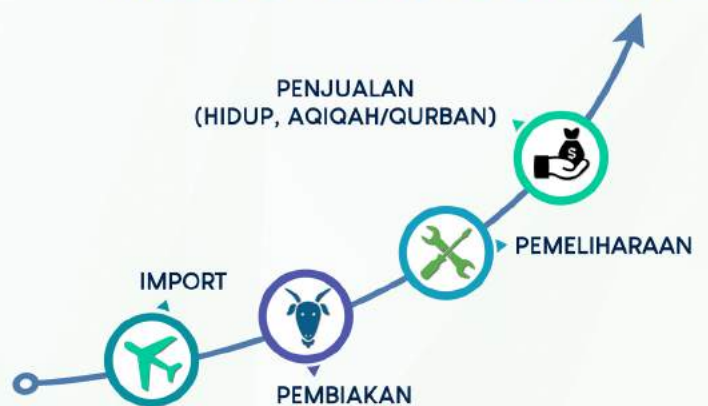 PENJUALAN
(HIDUP, AQIQAH/QURBAN)
$
PEMELIHARAAN
IMPORT
PEMBIAKAN